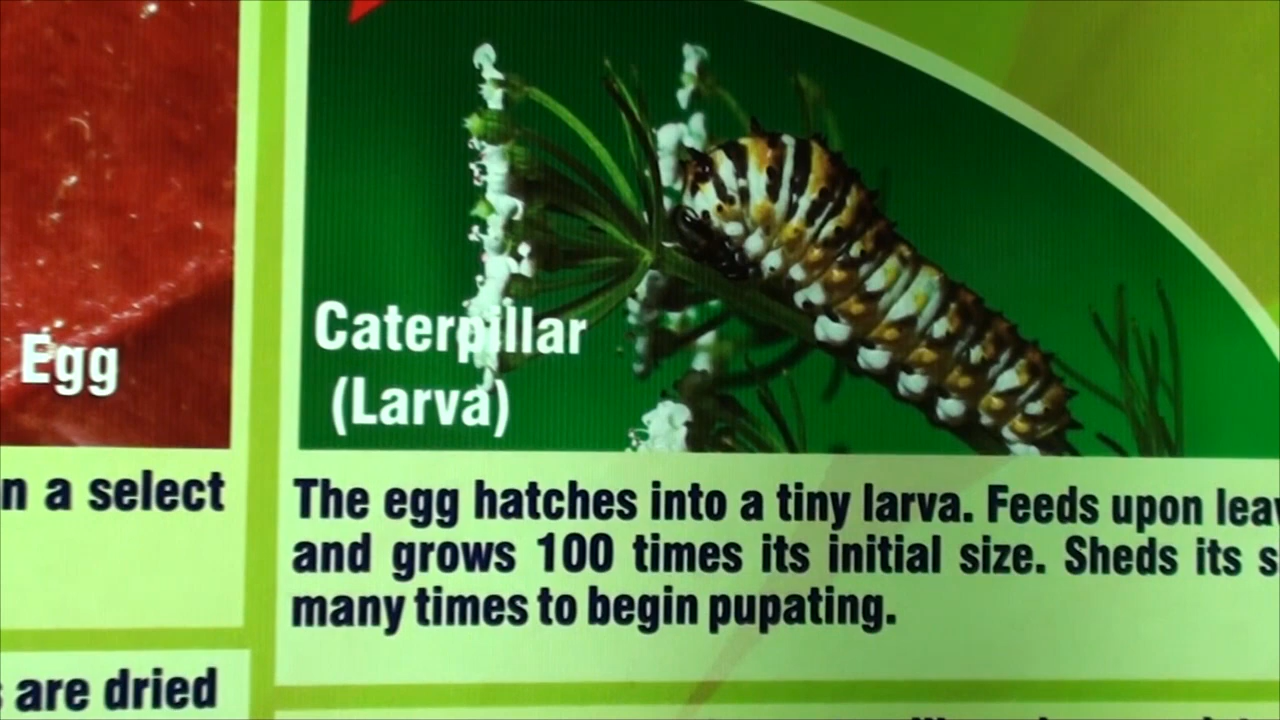 Egg
Caterpillar
(Larva)
n a select
The egg hatches into a tiny larva. Feeds upon
and grows 100 times its initial size. Sheds its
many times to begin pupating.
are dried